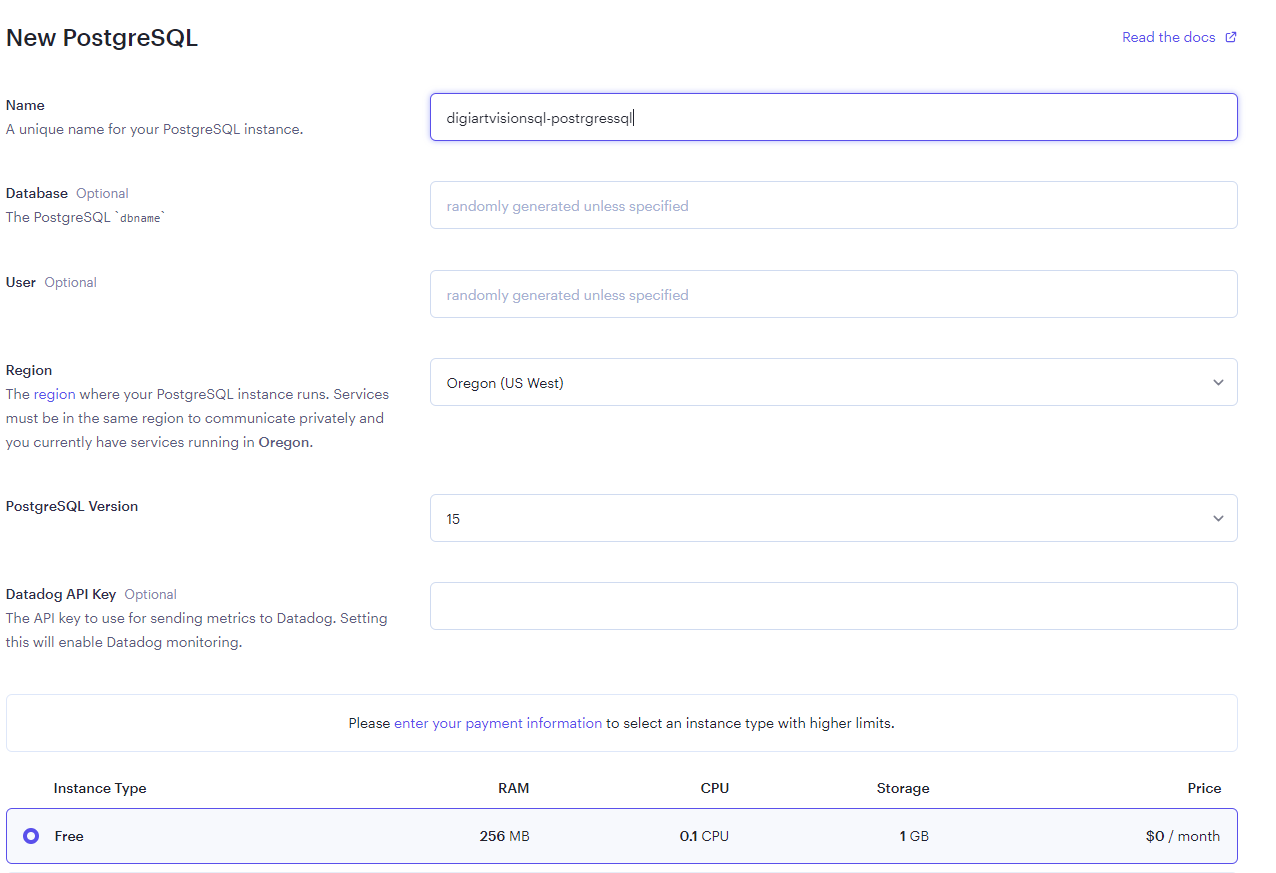 New PostgreSQL
Read the docs
Name
A unique name for your PostgreSQL instance.
digiartvisionsql-postrgressql
Database Optional
The PostgreSQL `dbname`
randomly generated unless specified
User Optional
randomly generated unless specified
Region
The region where your PostgreSQL instance runs. Services
must be in the same region to communicate privately and
you currently have services running in Oregon.
Oregon (US West)
PostgreSQL Version
15
Datadog API Key Optional
The API key to use for sending metrics to Datadog. Setting
this will enable Datadog monitoring.
Please enter your payment information to select an instance type with higher limits.
Instance Type RAM CPU Storage Price
Free 256 MB 0.1 CPU 1 GB $0 / month